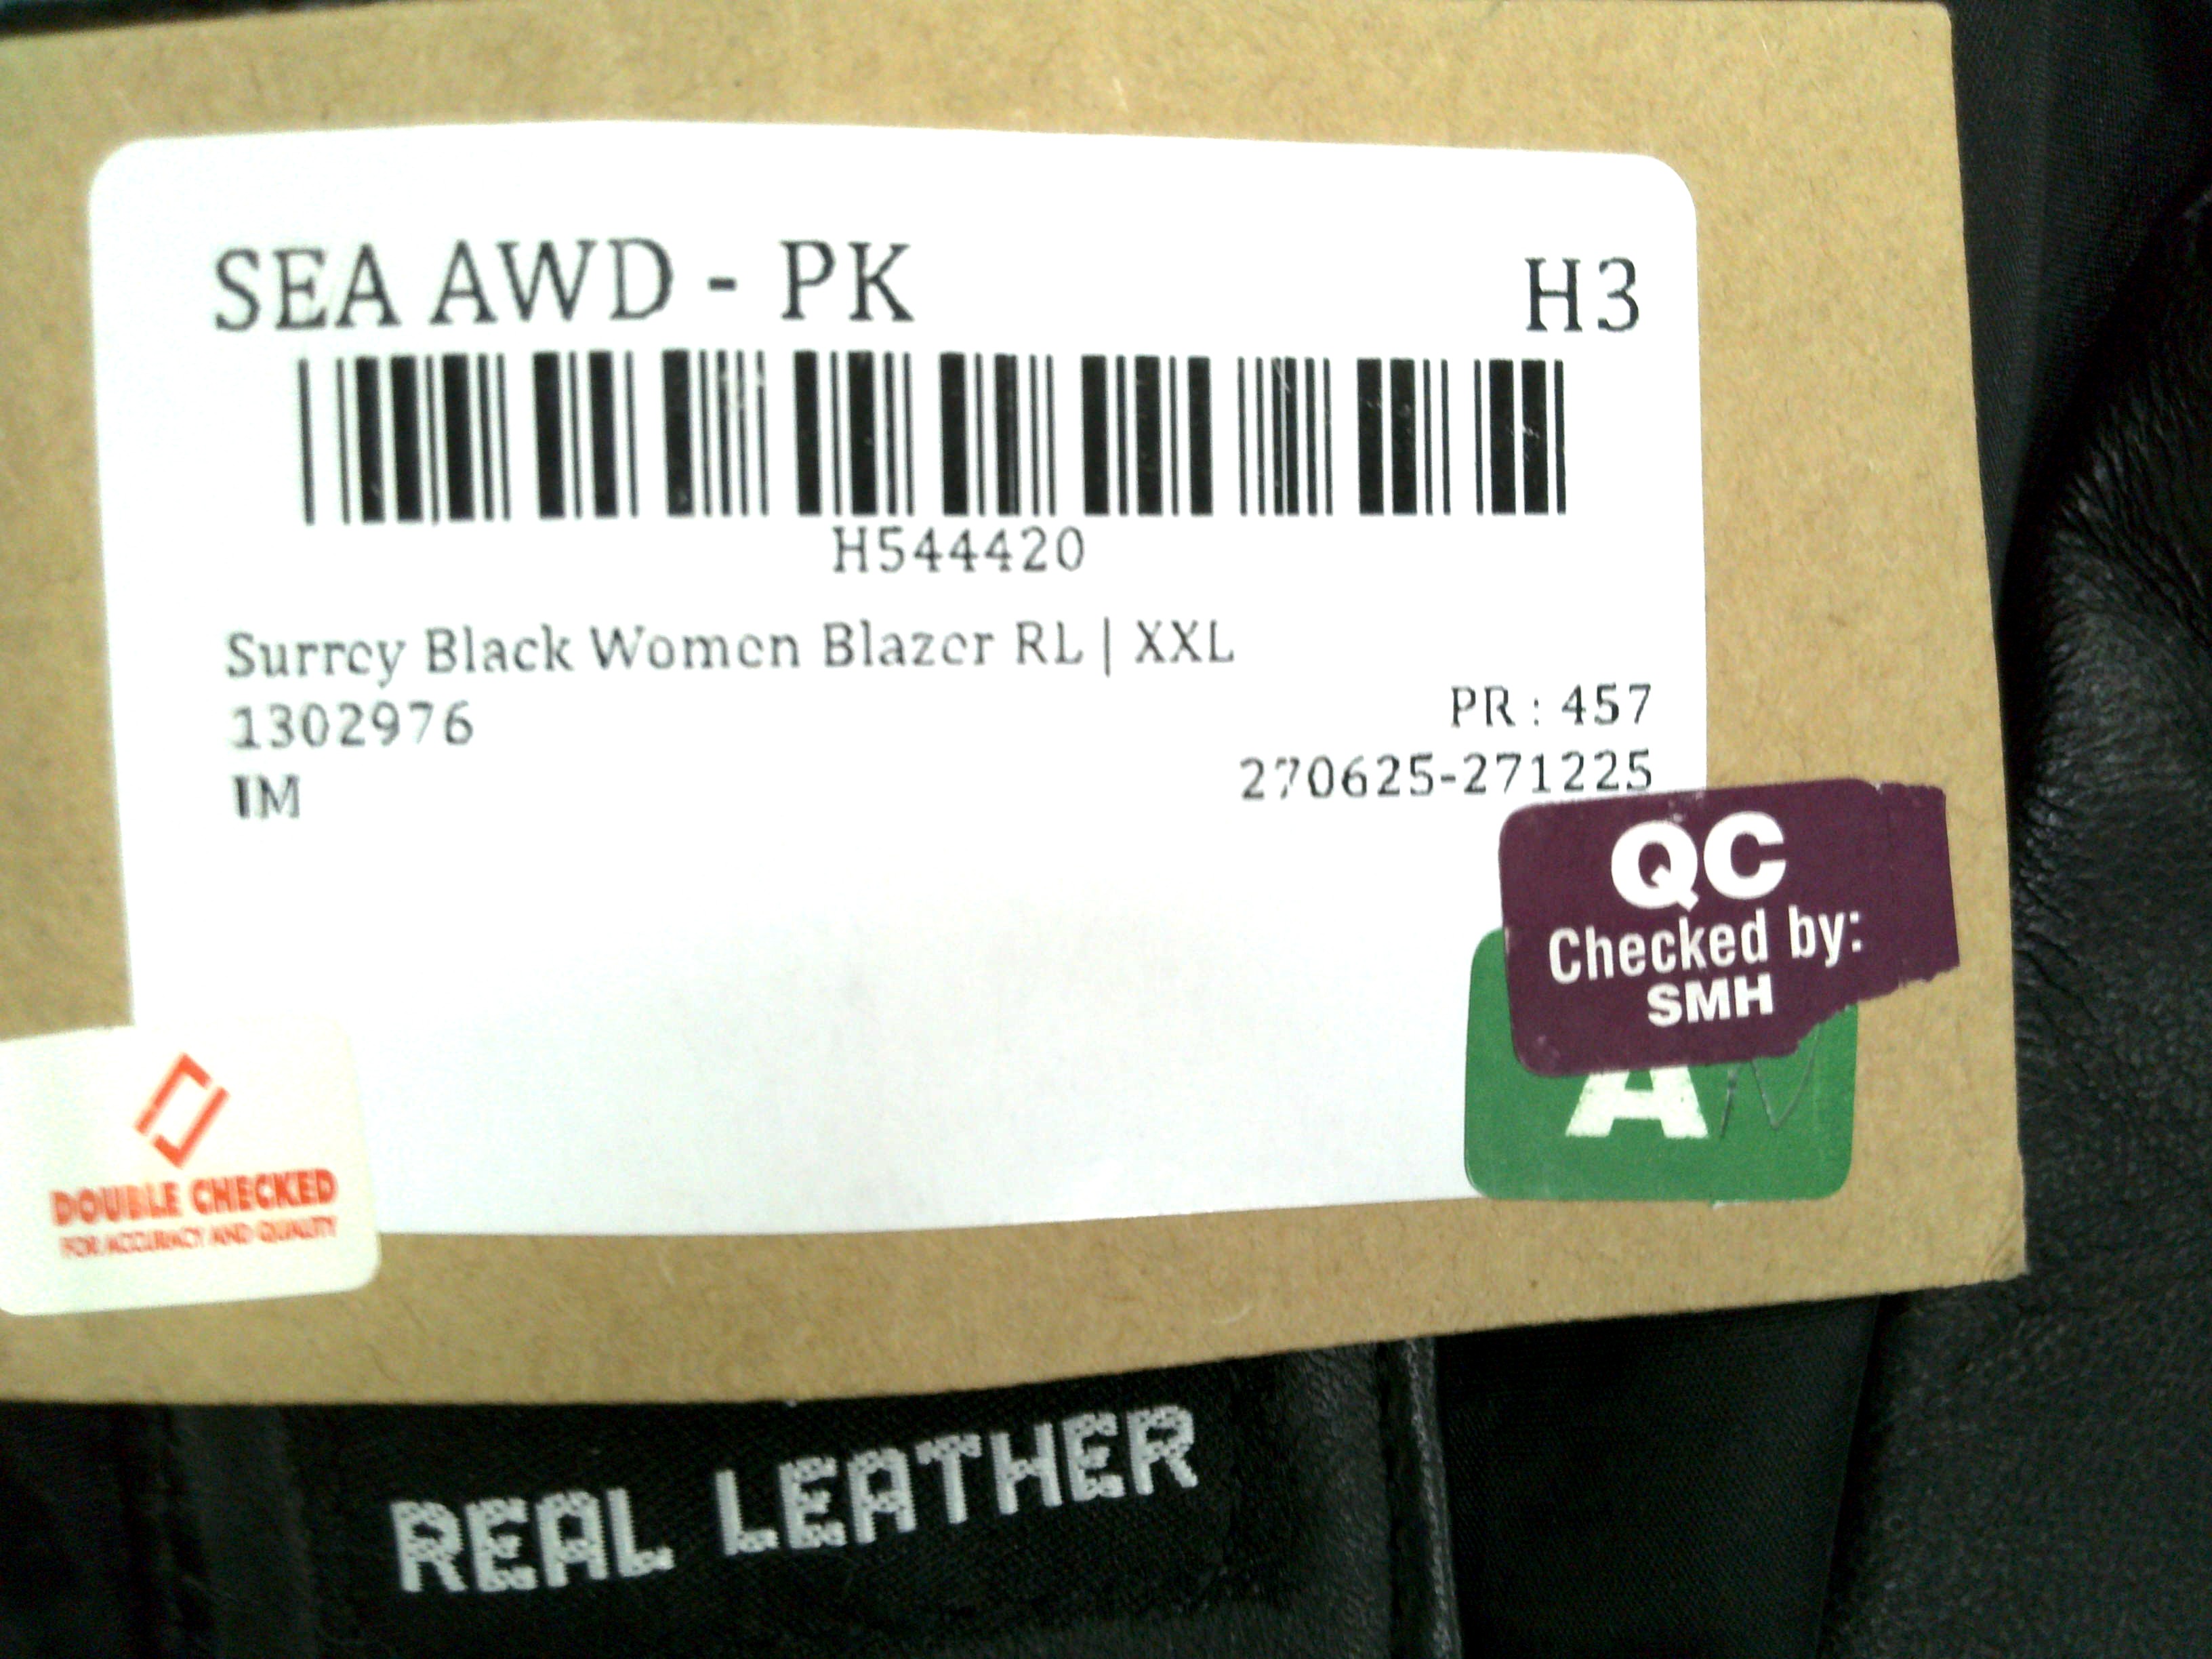 SEA AWD - PK
H3
H544420
Surrey Black Women Blazer RL | XXL
1302976
PR : 457
IM
270625-271225
QC
Checked by:
SMH
A
DOUBLE CHECKED
FOR ACCURACY AND QUALITY
REAL LEATHER